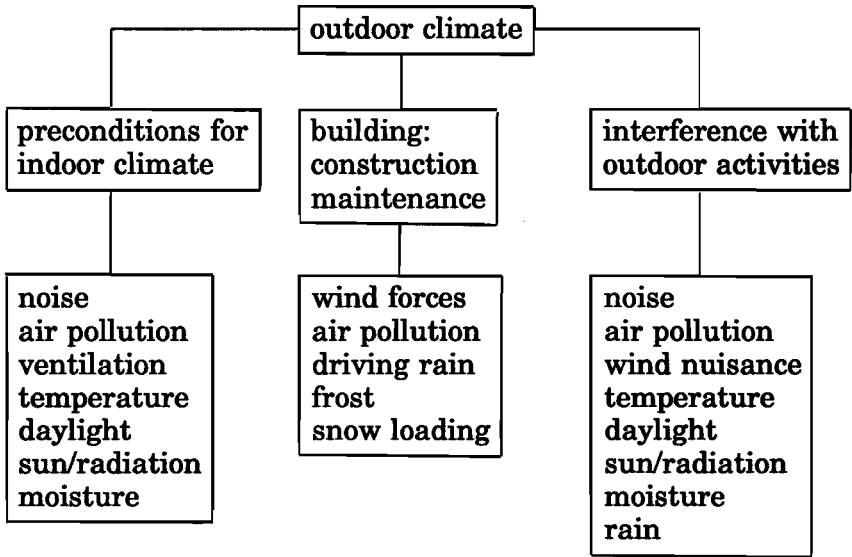 outdoor climate
preconditions for
indoor climate
building:
construction
maintenance
interference with
outdoor activities
noise
air pollution
ventilation
temperature
daylight
sun/radiation
moisture
wind forces
air pollution
driving rain
frost
snow loading
noise
air pollution
wind nuisance
temperature
daylight
sun/radiation
moisture
rain